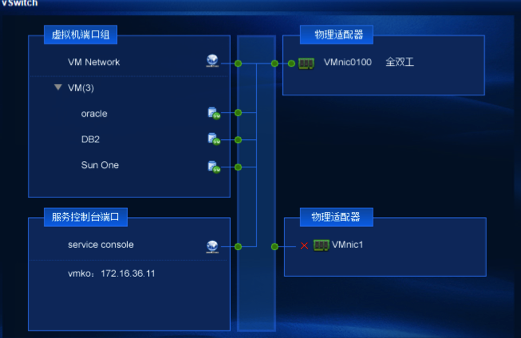 vSwitch
虚拟机端口组
VM Network
VM(3)
oracle
DB2
Sun One
服务控制台端口
service console
vmko：172.16.36.11
物理适配器
VMnic0100 全双工
物理适配器
VMnic1